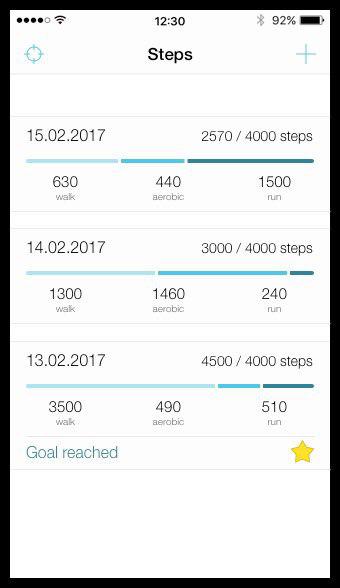 12:30 92%
Steps
15.02.2017 2570 / 4000 steps
630 440 1500
walk aerobic run
14.02.2017 3000 / 4000 steps
1300 1460 240
walk aerobic run
13.02.2017 4500 / 4000 steps
3500 490 510
walk aerobic run
Goal reached